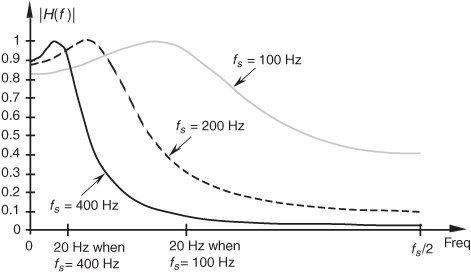 |H(f)|
1
0.9
0.8
0.7
0.6
0.5
0.4
0.3
0.2
0.1
0
fs = 100 Hz
fs = 200 Hz
fs = 400 Hz
0
20 Hz when
fs = 400 Hz
20 Hz when
fs = 100 Hz
fs/2
Freq